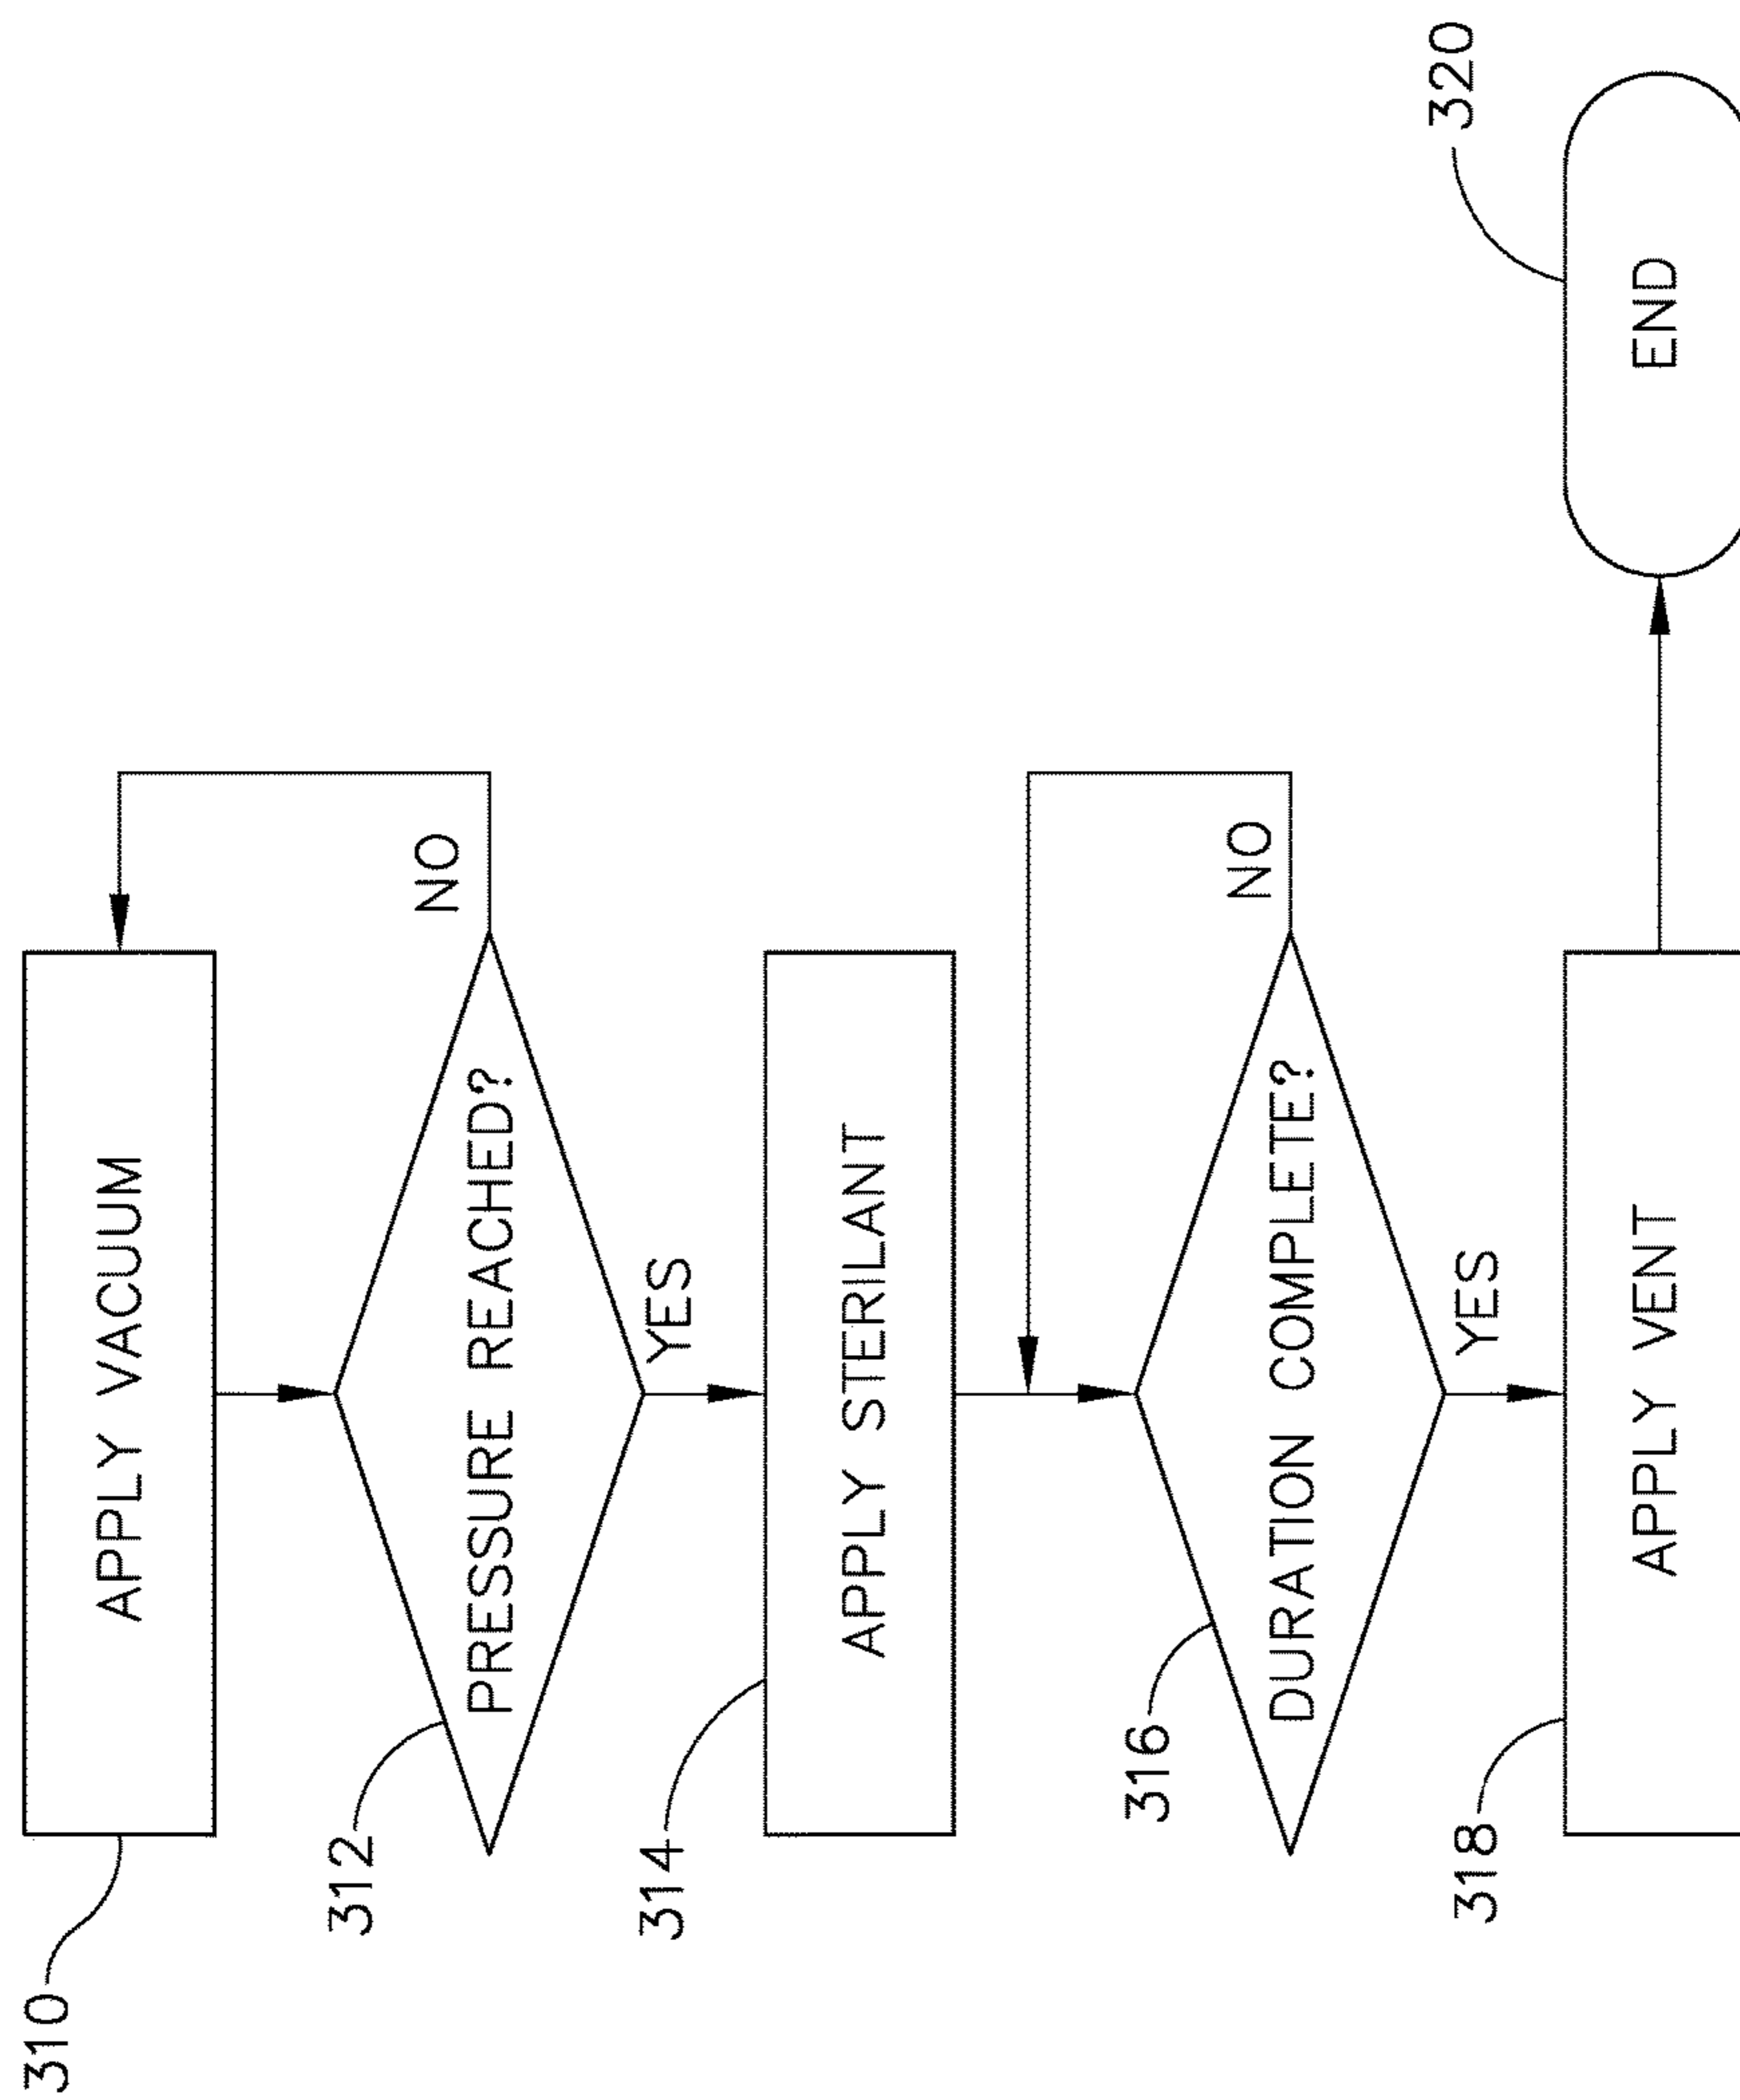 310
APPLY VACUUM
312
PRESSURE REACHED?
NO
YES
314
APPLY STERILANT
316
DURATION COMPLETE?
NO
YES
318
APPLY VENT
320
END